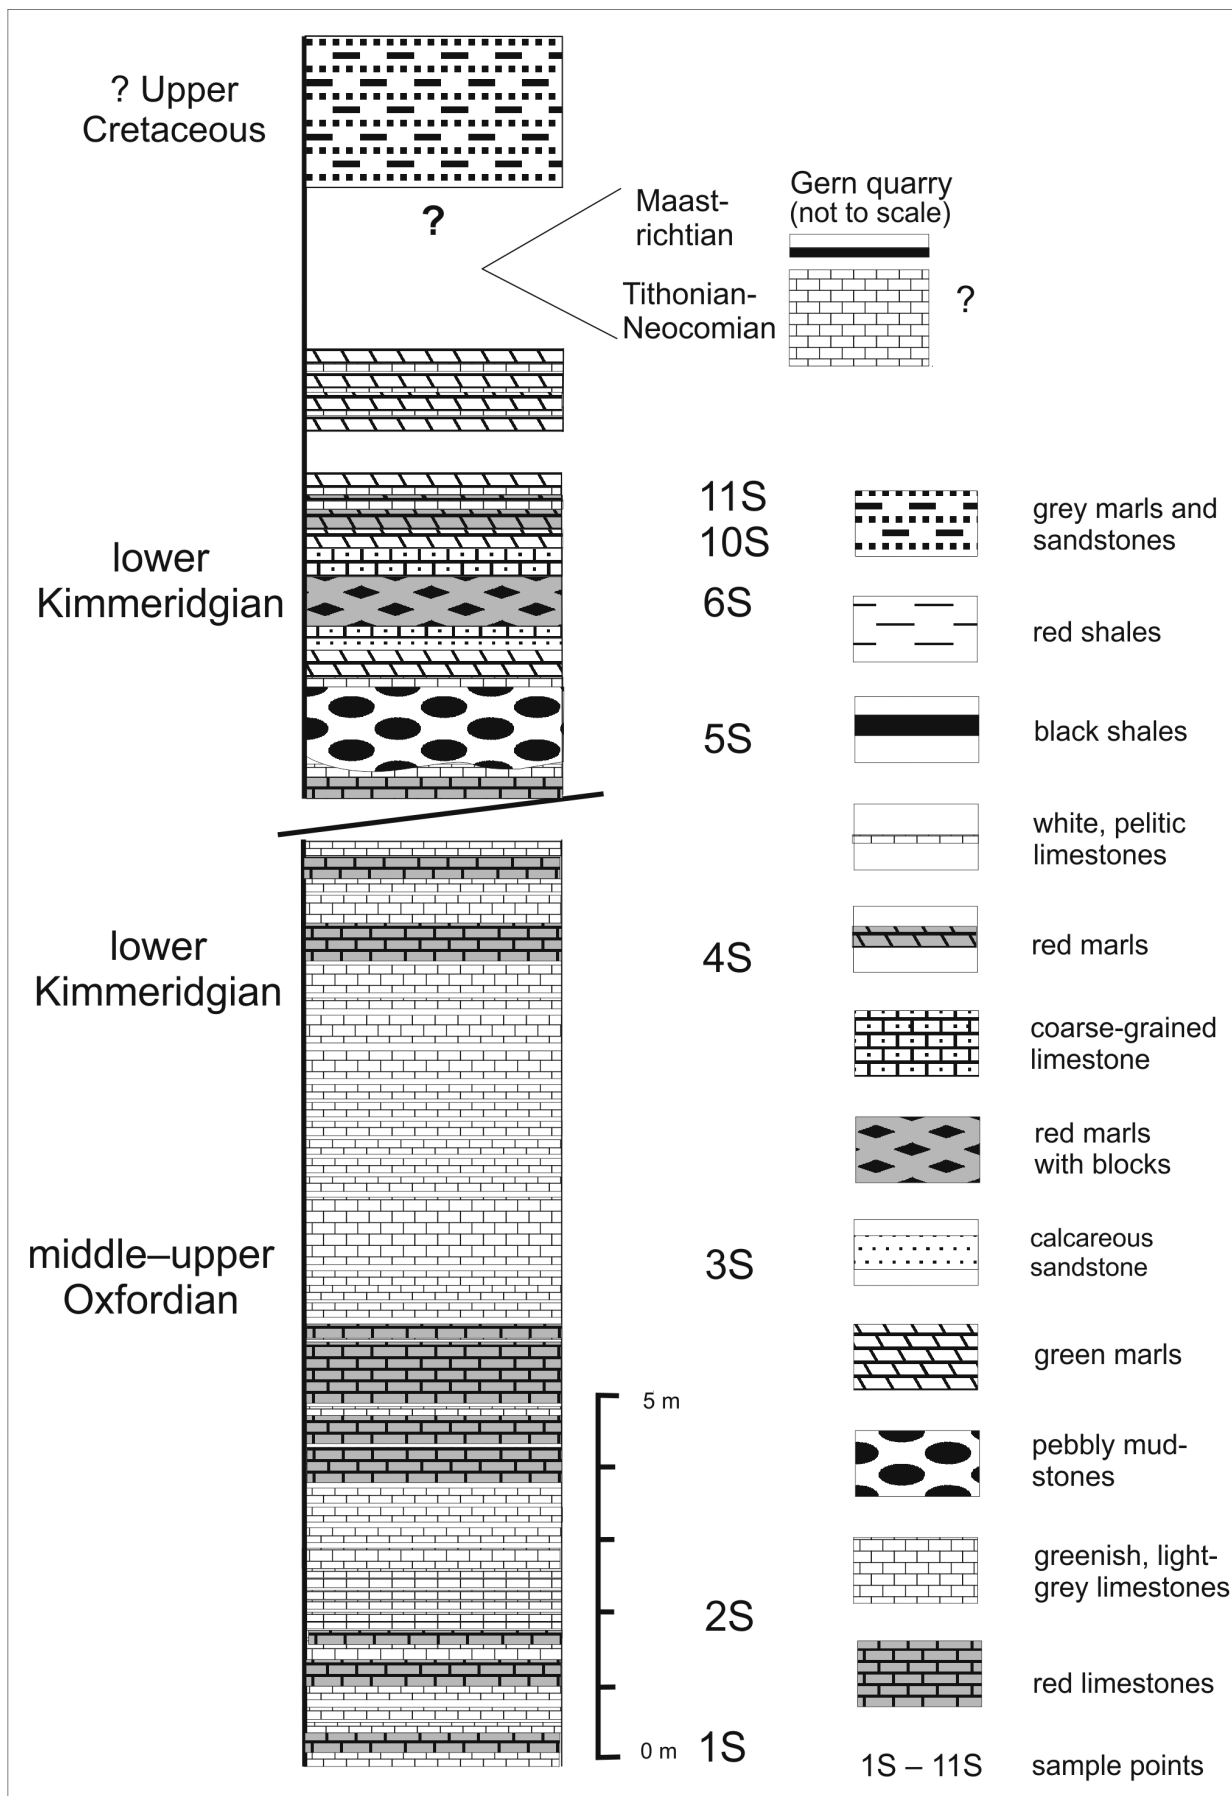 ? Upper
Cretaceous
?
Maast-
richtian
Tithonian-
Neocomian
Gern quarry
(not to scale)
?
lower
Kimmeridgian
lower
Kimmeridgian
middle–upper
Oxfordian
11S
10S
6S
5S
4S
3S
2S
1S
5 m
0 m
grey marls and
sandstones
red shales
black shales
white, pelitic
limestones
red marls
coarse-grained
limestone
red marls
with blocks
calcareous
sandstone
green marls
pebbly mud-
stones
greenish, light-
grey limestones
red limestones
1S – 11S
sample points